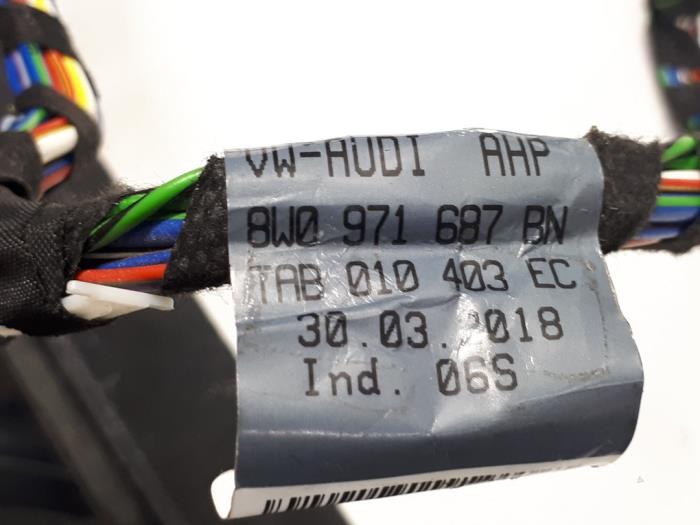 VW-AUDI AHP
8W0 971 687 BN
TAB 010 403 EC
30.03.2018
Ind. 06S